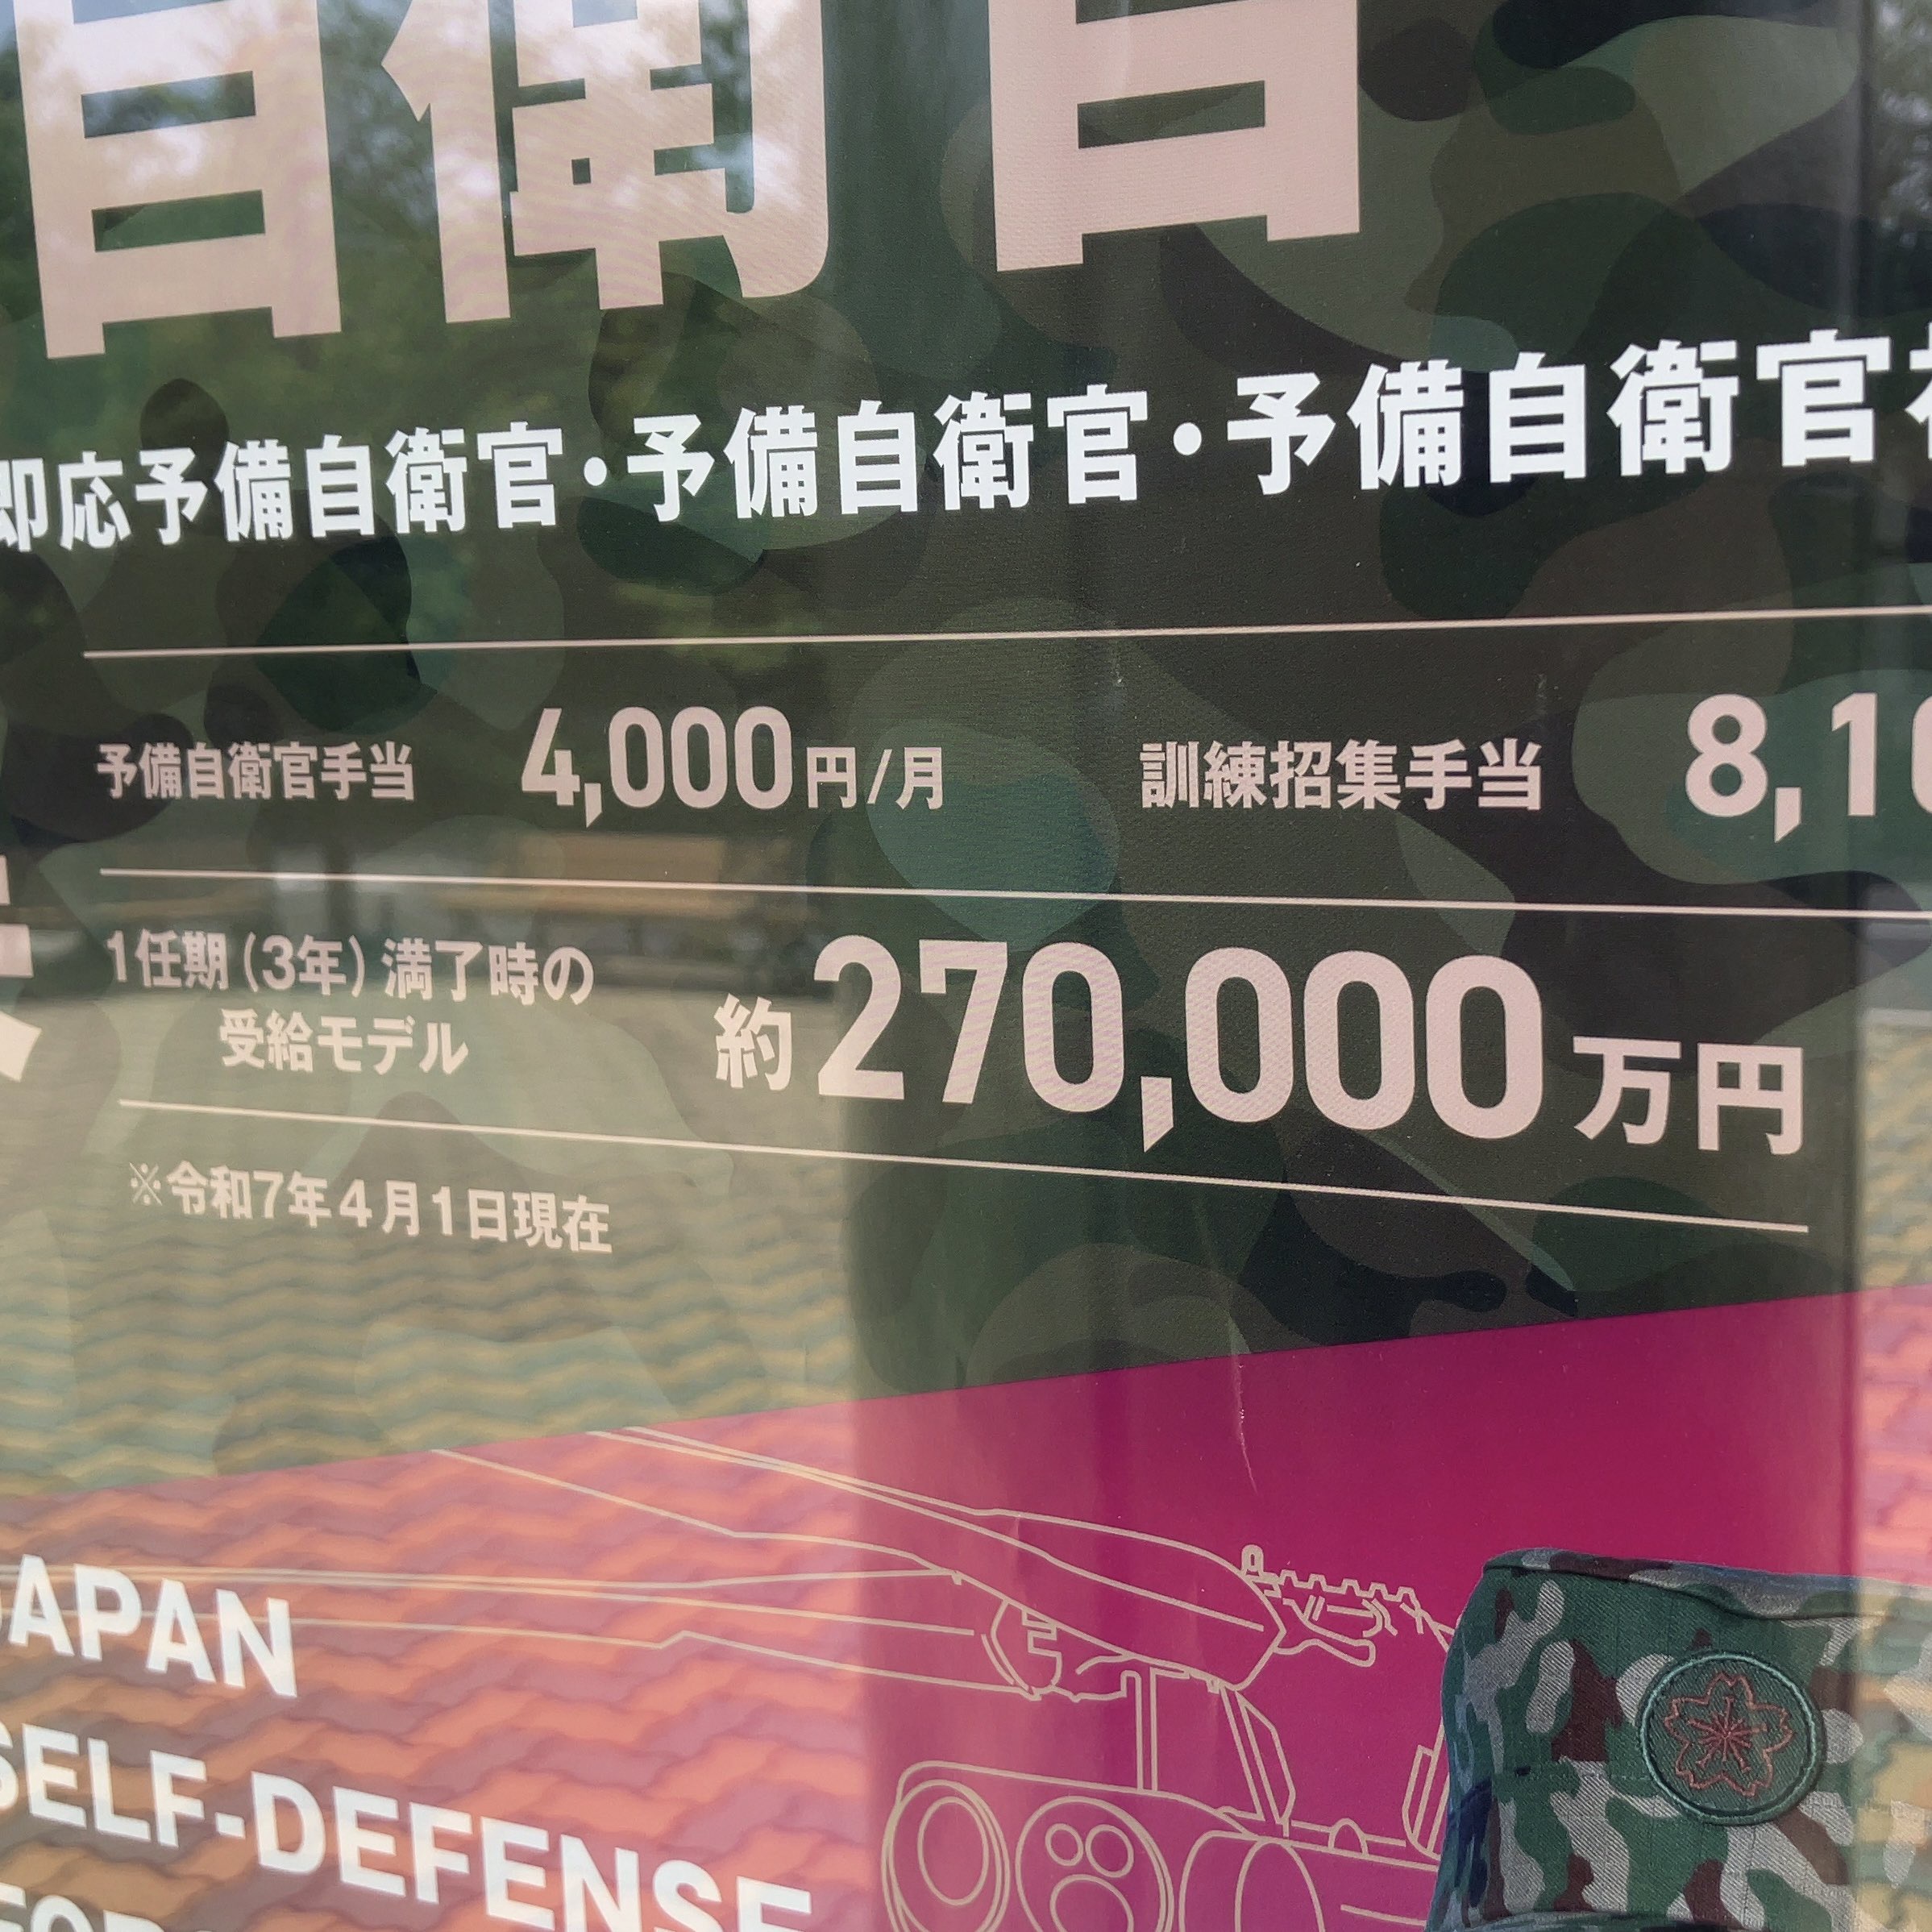 自衛官
即応予備自衛官・予備自衛官・予備自衛官
予備自衛官手当 4,000円/月 訓練招集手当 8,1
1任期(3年)満了時の
受給モデル
約270,000万円
※令和7年4月1日現在
JAPAN
SELF-DEFENSE